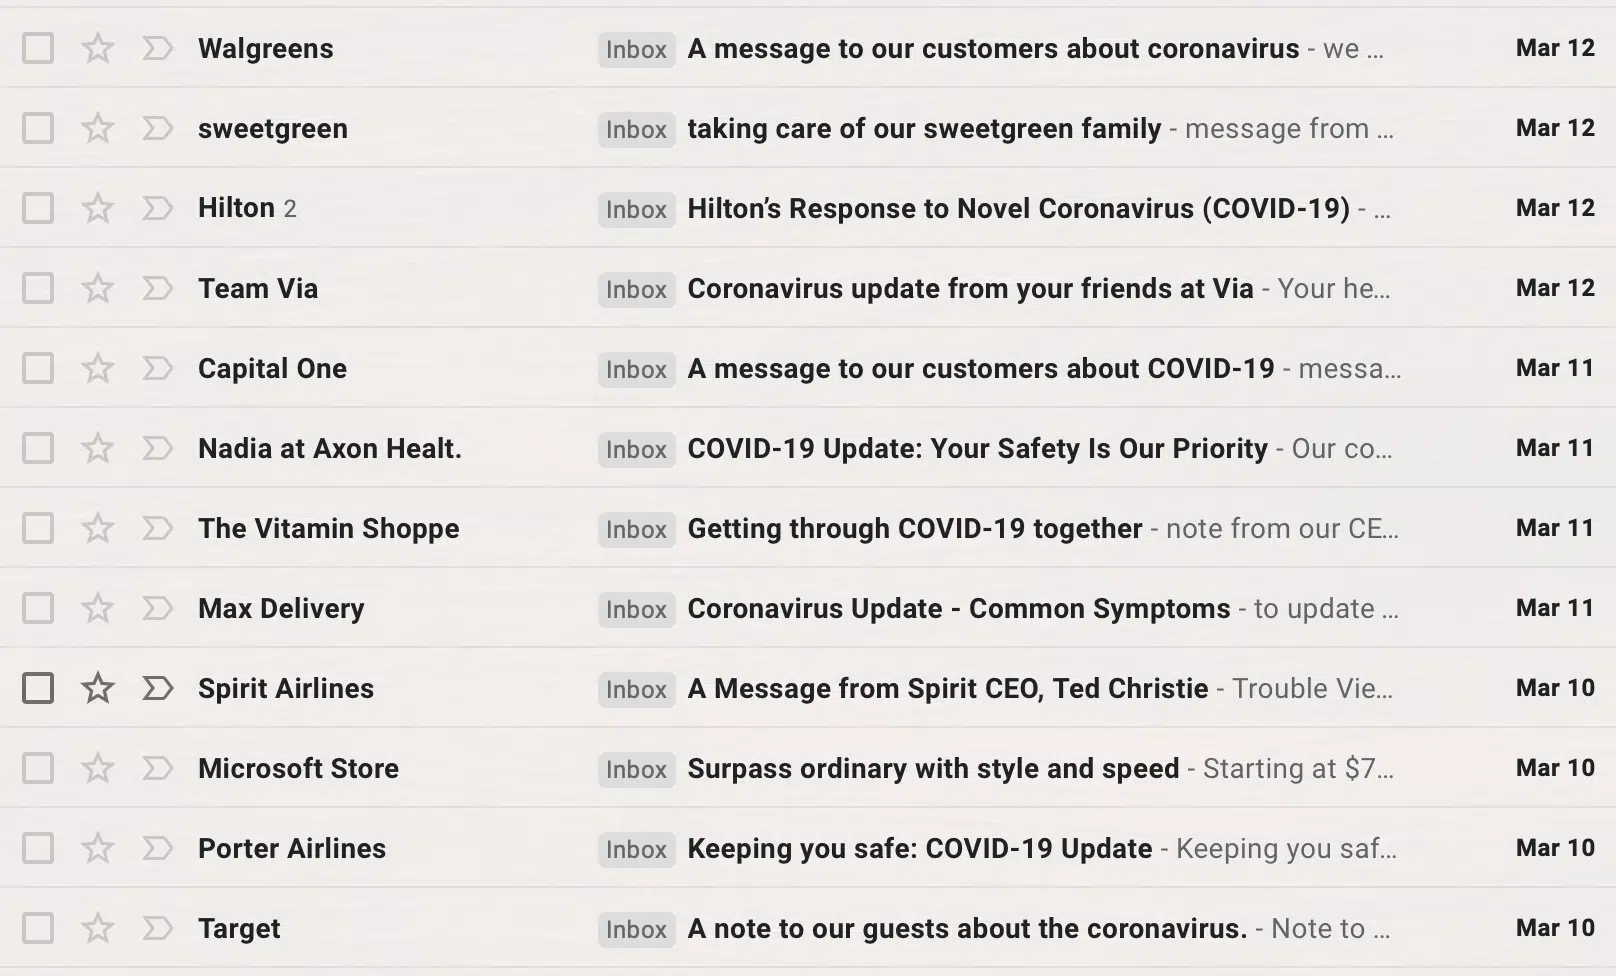 Walgreens Inbox A message to our customers about coronavirus - we ... Mar 12
sweetgreen Inbox taking care of our sweetgreen family - message from ... Mar 12
Hilton 2 Inbox Hilton’s Response to Novel Coronavirus (COVID-19) - ... Mar 12
Team Via Inbox Coronavirus update from your friends at Via - Your he... Mar 12
Capital One Inbox A message to our customers about COVID-19 - messa... Mar 11
Nadia at Axon Healt. Inbox COVID-19 Update: Your Safety Is Our Priority - Our co... Mar 11
The Vitamin Shoppe Inbox Getting through COVID-19 together - note from our CE... Mar 11
Max Delivery Inbox Coronavirus Update - Common Symptoms - to update ... Mar 11
Spirit Airlines Inbox A Message from Spirit CEO, Ted Christie - Trouble Vie... Mar 10
Microsoft Store Inbox Surpass ordinary with style and speed - Starting at $7... Mar 10
Porter Airlines Inbox Keeping you safe: COVID-19 Update - Keeping you saf... Mar 10
Target Inbox A note to our guests about the coronavirus. - Note to ... Mar 10